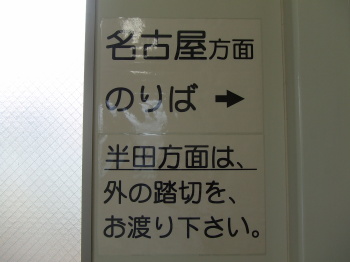 名古屋方面
のりば →
半田方面は、
外の踏切を、
お渡り下さい。